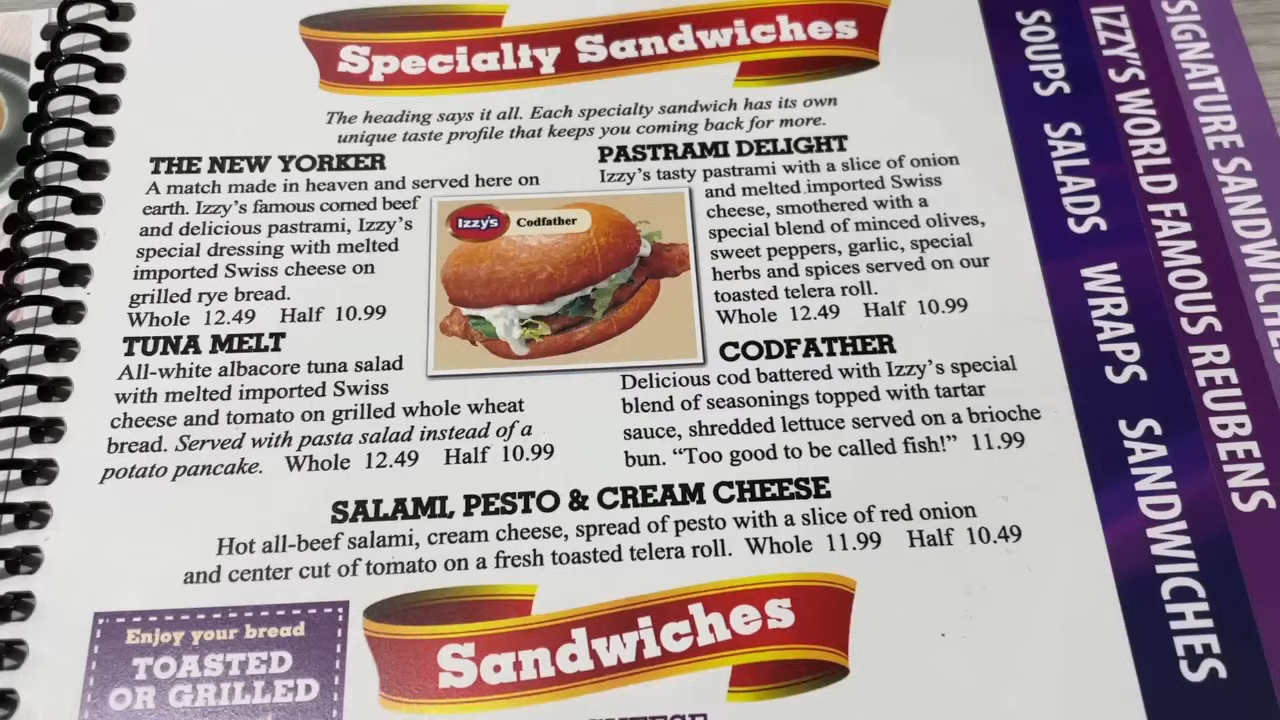 Specialty Sandwiches
The heading says it all. Each specialty sandwich has its own
unique taste profile that keeps you coming back for more.
THE NEW YORKER
A match made in heaven and served here on
earth. Izzy's famous corned beef
and delicious pastrami, Izzy's
special dressing with melted
imported Swiss cheese on
grilled rye bread.
Whole 12.49 Half 10.99
TUNA MELT
All-white albacore tuna salad
with melted imported Swiss
cheese and tomato on grilled whole wheat
bread. Served with pasta salad instead of a
potato pancake. Whole 12.49 Half 10.99
Izzy's Codfather
PASTRAMI DELIGHT
Izzy's tasty pastrami with a slice of onion
and melted imported Swiss
cheese, smothered with a
special blend of minced olives,
sweet peppers, garlic, special
herbs and spices served on our
toasted telera roll.
Whole 12.49 Half 10.99
CODFATHER
Delicious cod battered with Izzy's special
blend of seasonings topped with tartar
sauce, shredded lettuce served on a brioche
bun. “Too good to be called fish!” 11.99
SALAMI, PESTO & CREAM CHEESE
Hot all-beef salami, cream cheese, spread of pesto with a slice of red onion
and center cut of tomato on a fresh toasted telera roll. Whole 11.99 Half 10.49
Enjoy your bread
TOASTED
OR GRILLED
Sandwiches
SOUPS SALADS WRAPS SANDWICHES
IZZY'S WORLD FAMOUS REUBENS
SIGNATURE SANDWICHE